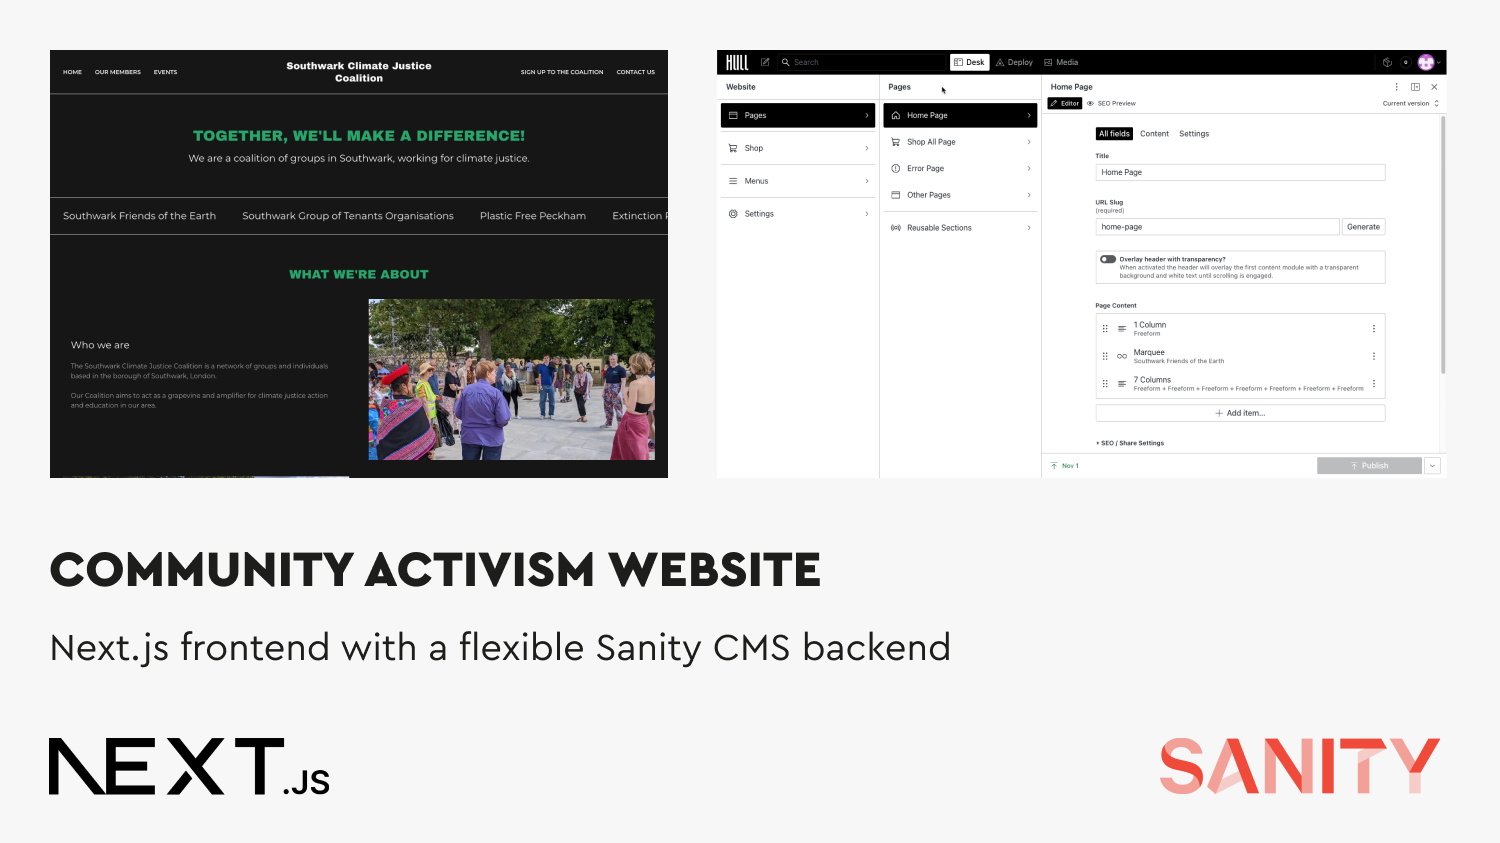 HOME
OUR MEMBERS
EVENTS
Southwark Climate Justice
Coalition
SIGN UP TO THE COALITION
CONTACT US
TOGETHER, WE'LL MAKE A DIFFERENCE!
We are a coalition of groups in Southwark, working for climate justice.
Southwark Friends of the Earth
Southwark Group of Tenants Organisations
Plastic Free Peckham
Extinction
WHAT WE'RE ABOUT
Who we are
The Southwark Climate Justice Coalition is a network of groups and individuals
based in the borough of Southwark, London.
Our Coalition aims to act as a grapevine and amplifier for climate justice action
and education in our area.
HULL
Search
Desk
Deploy
Media
0
Website
Pages
Shop
Menus
Settings
Pages
Home Page
Shop All Page
Error Page
Other Pages
Reusable Sections
Home Page
Editor
SEO Preview
Current version
All fields
Content
Settings
Title
Home Page
URL Slug
(required)
home-page
Generate
Overlay header with transparency?
When activated the header will overlay the first content module with a transparent
background and white text until scrolling is engaged.
Page Content
1 Column
Freeform
Marquee
Southwark Friends of the Earth
7 Columns
Freeform + Freeform + Freeform + Freeform + Freeform + Freeform + Freeform
Add item...
SEO / Share Settings
Nov 1
Publish
COMMUNITY ACTIVISM WEBSITE
Next.js frontend with a flexible Sanity CMS backend
NEXT.JS
SANITY